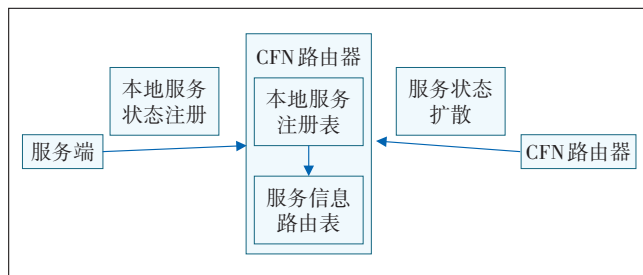 CFN路由器
本地服务
状态注册
本地服务
注册表
服务状态
扩散
服务端
CFN路由器
服务信息
路由表